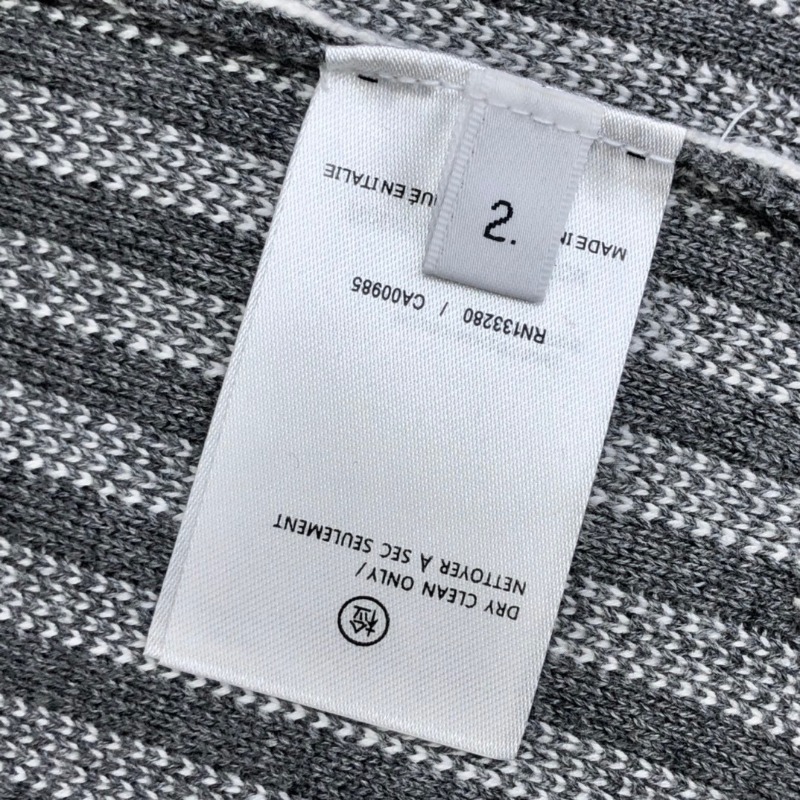 2.
DRY CLEAN ONLY/
NETTOYER A SEC SEULEMENT
RN133280 / CA00985
MADE IN EN ITALIE